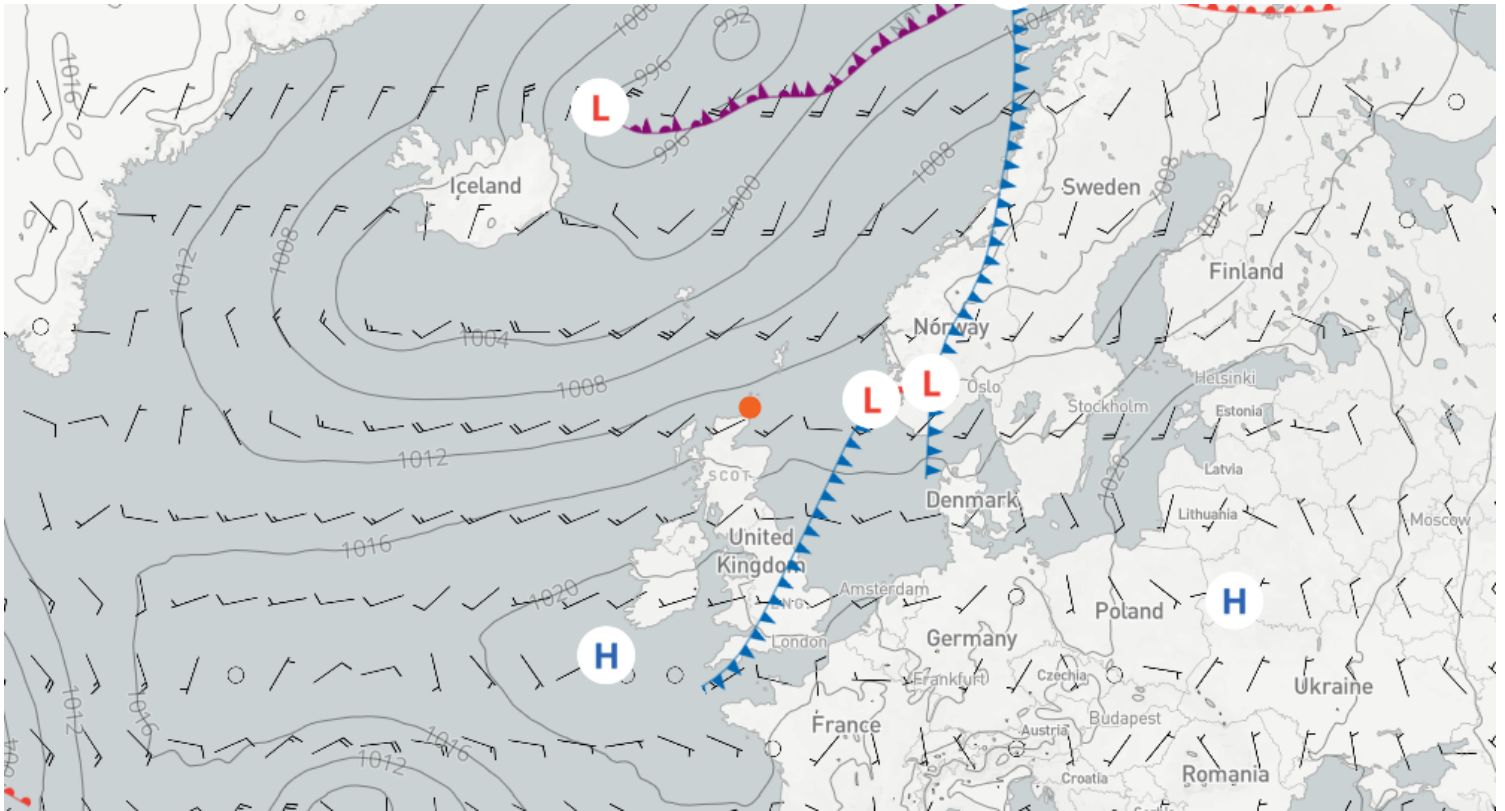 1000
992
1004
1016
996
L
996
1008
Iceland
Sweden
1008
1000
1012
1008
1012
Finland
Norway
1004
L
L
Oslo
Helsinki
1008
Stockholm
Estonia
1012
SCOT.
Latvia
1020
Denmark
Lithuania
Moscow
1016
United
Kingdom
1020
Amsterdam
ENG.
Poland
H
H
London
Germany
Frankfurt
Czechia
Ukraine
1012
1016
France
Budapest
Austria
1016
1012
1004
Croatia
Romania